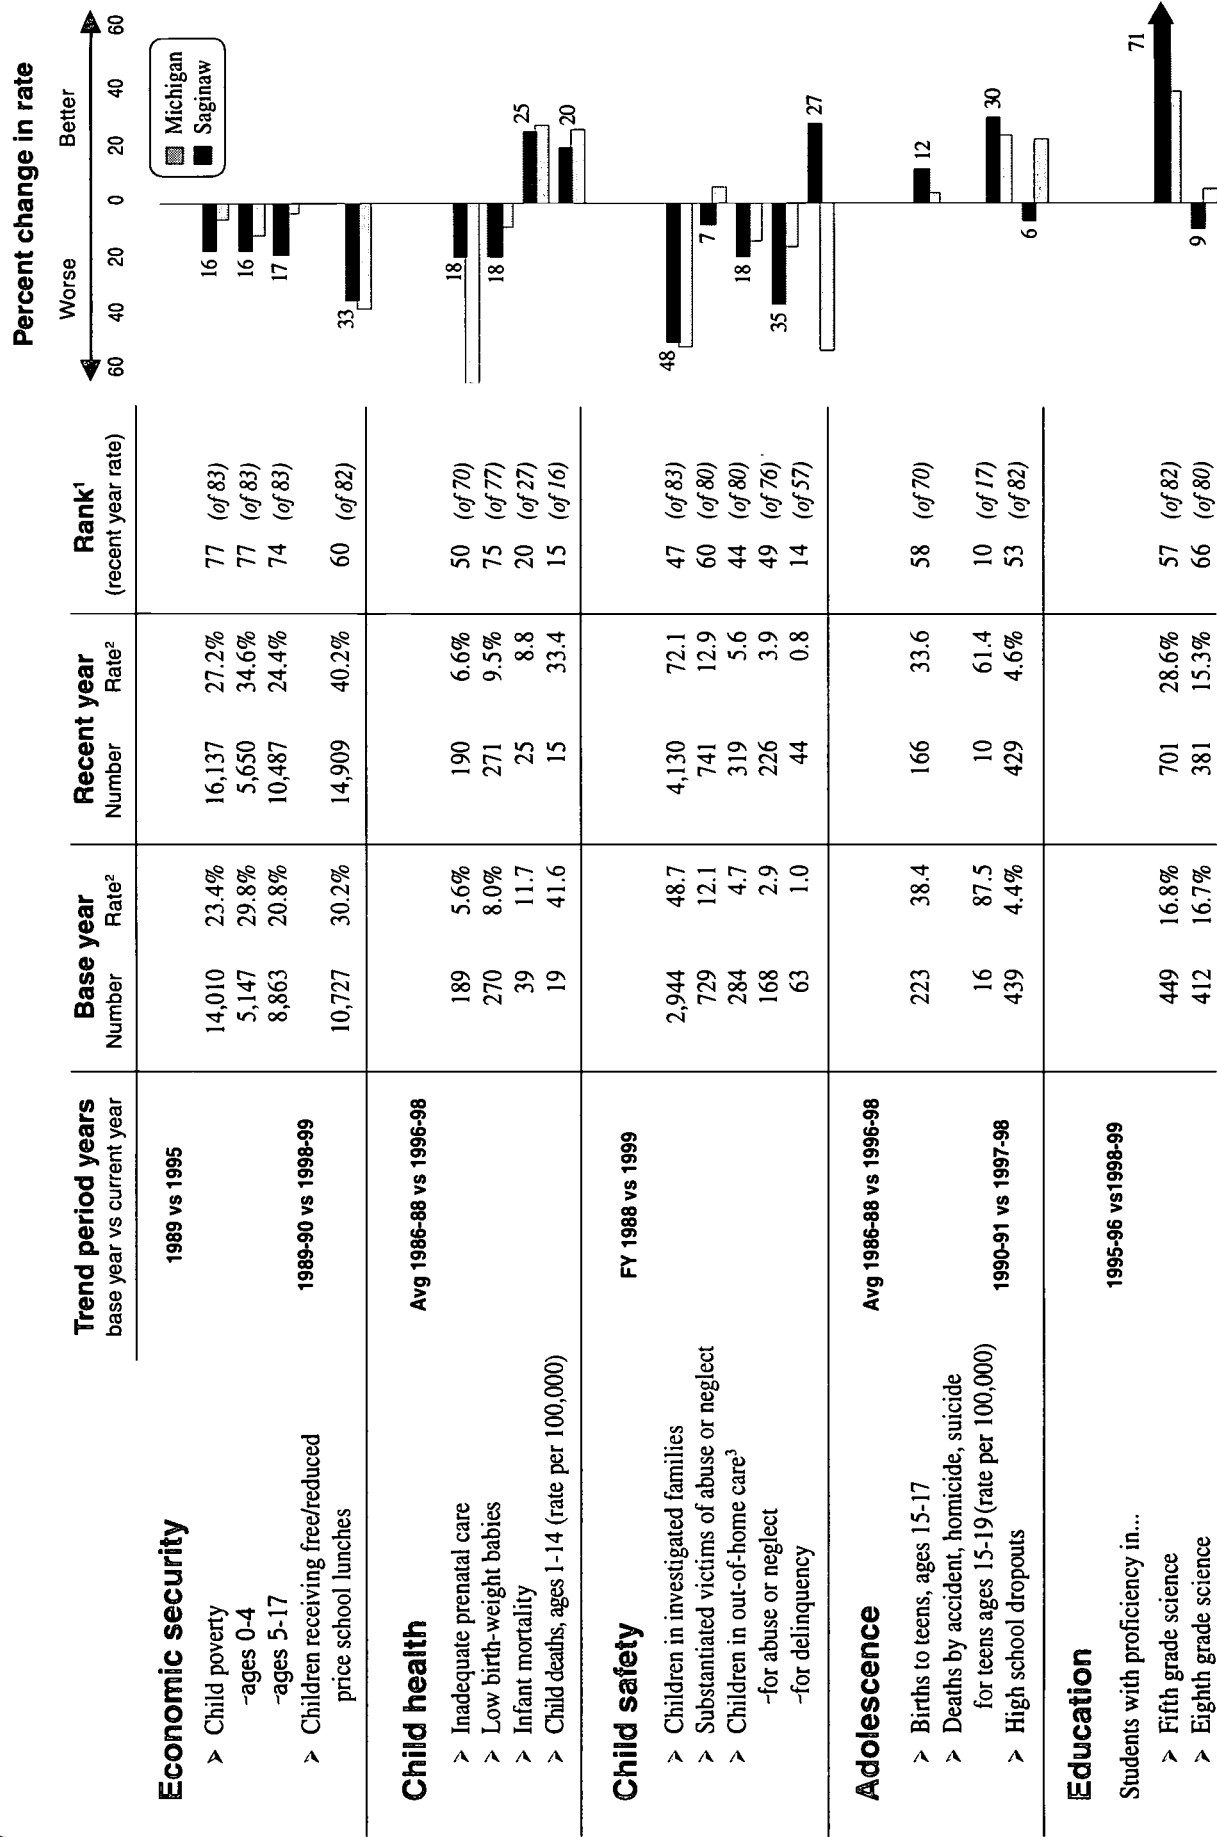 Percent change in rate
Trend period years Base year Recent year Rank¹ Worse Better
base year vs current year Number Rate² Number Rate² (recent year rate) 60 40 20 0 20 40 60
Economic security
1989 vs 1995
Michigan
Saginaw
➤ Child poverty 14,010 23.4% 16,137 27.2% 77 (of 83) 16
-ages 0-4 5,147 29.8% 5,650 34.6% 77 (of 83) 16
-ages 5-17 8,863 20.8% 10,487 24.4% 74 (of 83) 17
➤ Children receiving free/reduced 1989-90 vs 1998-99
price school lunches 10,727 30.2% 14,909 40.2% 60 (of 82) 33
Child health Avg 1986-88 vs 1996-98
➤ Inadequate prenatal care 189 5.6% 190 6.6% 50 (of 70) 18
➤ Low birth-weight babies 270 8.0% 271 9.5% 75 (of 77) 18
➤ Infant mortality 39 11.7 25 8.8 20 (of 27) 25
➤ Child deaths, ages 1-14 (rate per 100,000) 19 41.6 15 33.4 15 (of 16) 20
Child safety FY 1988 vs 1999
➤ Children in investigated families 2,944 48.7 4,130 72.1 47 (of 83) 48
➤ Substantiated victims of abuse or neglect 729 12.1 741 12.9 60 (of 80) 7
➤ Children in out-of-home care³ 284 4.7 319 5.6 44 (of 80) 18
-for abuse or neglect 168 2.9 226 3.9 49 (of 76) 35
-for delinquency 63 1.0 44 0.8 14 (of 57) 27
Adolescence Avg 1986-88 vs 1996-98
➤ Births to teens, ages 15-17 223 38.4 166 33.6 58 (of 70) 12
➤ Deaths by accident, homicide, suicide
for teens ages 15-19 (rate per 100,000) 16 87.5 10 61.4 10 (of 17) 30
➤ High school dropouts 1990-91 vs 1997-98 439 4.4% 429 4.6% 53 (of 82) 6
Education
1995-96 vs1998-99
Students with proficiency in...
➤ Fifth grade science 449 16.8% 701 28.6% 57 (of 82) 71
➤ Eighth grade science 412 16.7% 381 15.3% 66 (of 80) 9